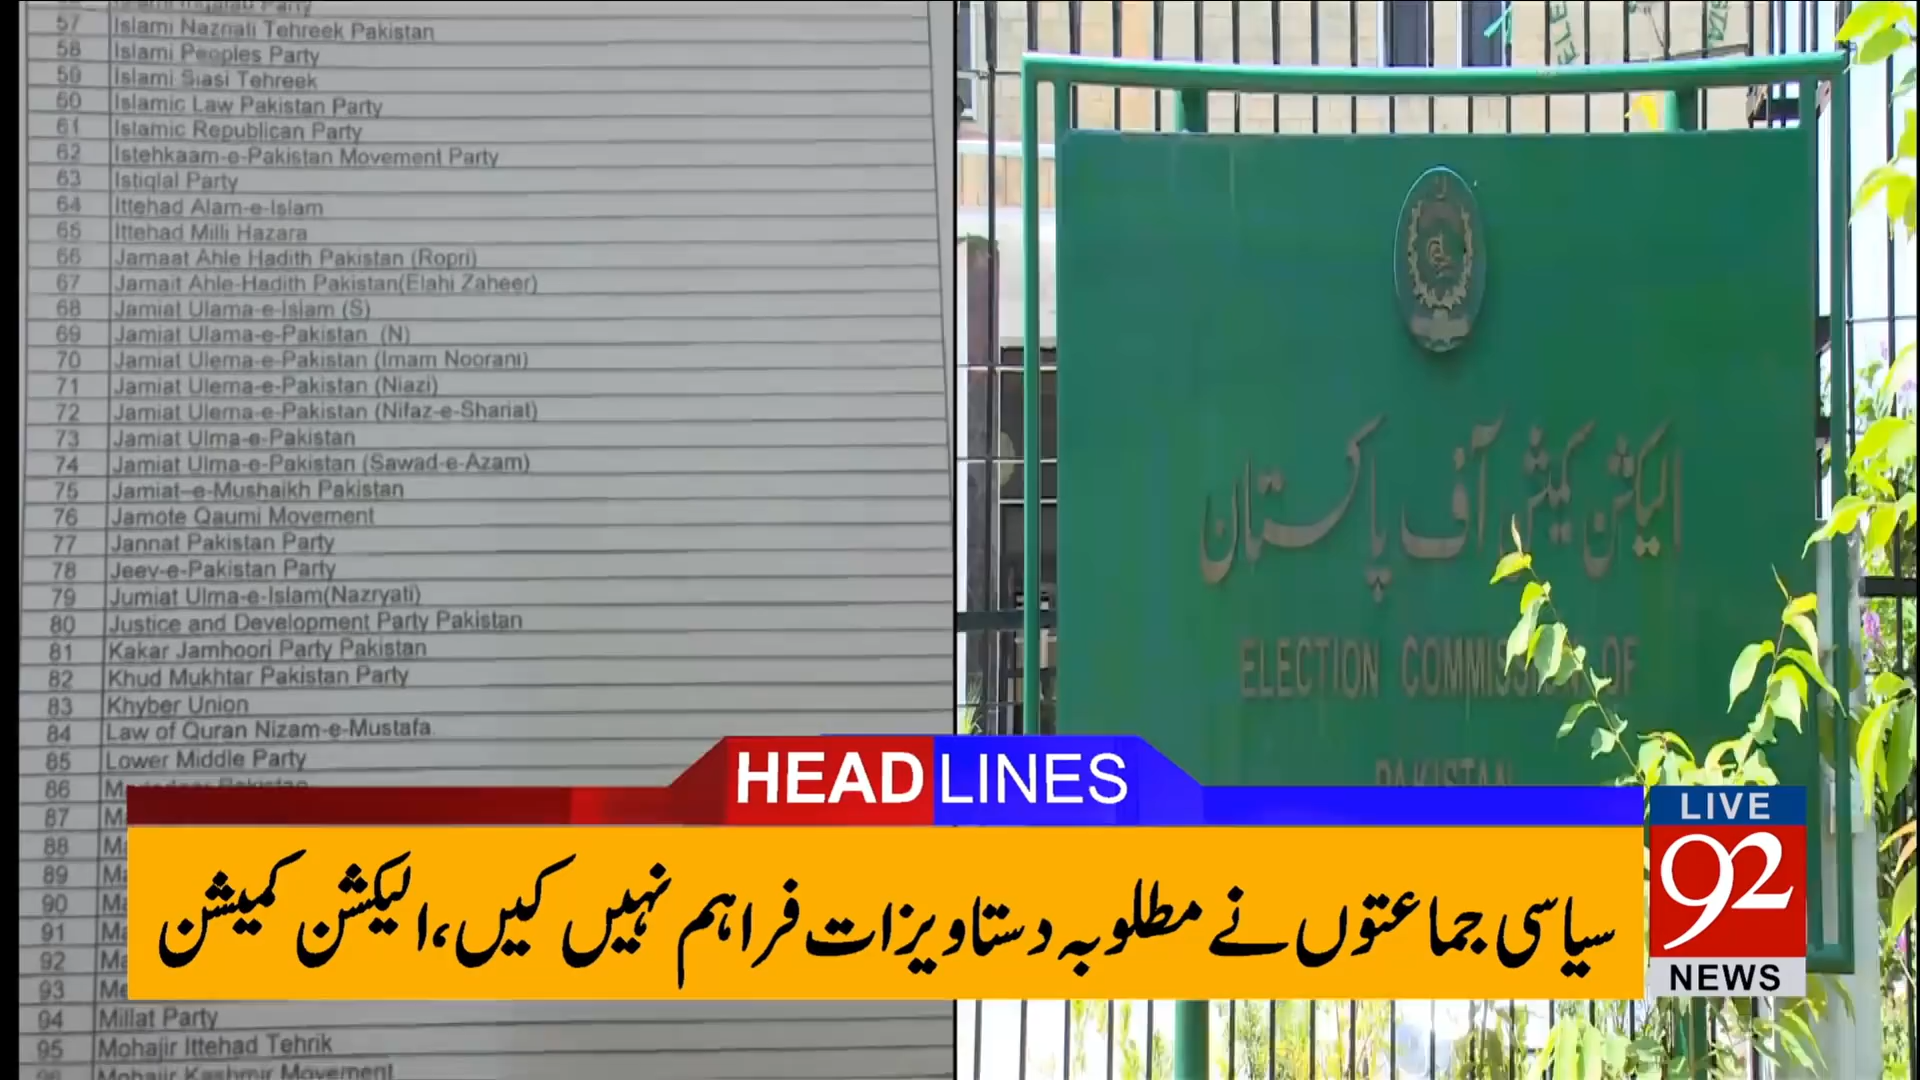 57 Islami Nazriati Tehreek Pakistan
58 Islami Peoples Party
59 Islami Siasi Tehreek
60 Islamic Law Pakistan Party
61 Islamic Republican Party
62 Istehkaam-e-Pakistan Movement Party
63 Istiqlal Party
64 Ittehad Alam-e-Islam
65 Ittehad Milli Hazara
66 Jamaat Ahle Hadith Pakistan (Ropri)
67 Jamait Ahle-Hadith Pakistan(Elahi Zaheer)
68 Jamiat Ulama-e-Islam (S)
69 Jamiat Ulama-e-Pakistan (N)
70 Jamiat Ulema-e-Pakistan (Imam Noorani)
71 Jamiat Ulema-e-Pakistan (Niazi)
72 Jamiat Ulema-e-Pakistan (Nifaz-e-Shariat)
73 Jamiat Ulma-e-Pakistan
74 Jamiat Ulma-e-Pakistan (Sawad-e-Azam)
75 Jamiat-e-Mushaikh Pakistan
76 Jamote Qaumi Movement
77 Jannat Pakistan Party
78 Jeev-e-Pakistan Party
79 Jumiat Ulma-e-Islam(Nazryati)
80 Justice and Development Party Pakistan
81 Kakar Jamhoori Party Pakistan
82 Khud Mukhtar Pakistan Party
83 Khyber Union
84 Law of Quran Nizam-e-Mustafa
85 Lower Middle Party
86
87
88
89
90
91
92
93
94 Millat Party
95 Mohajir Ittehad Tehrik
96 Mohajir Kashmir Movement
الیکشن کمیشن آف پاکستان
ELECTION COMMISSION OF
PAKISTAN
HEADLINES
سیاسی جماعتوں نے مطلوبہ دستاویزات فراہم نہیں کیں، الیکشن کمیشن
LIVE
92
NEWS